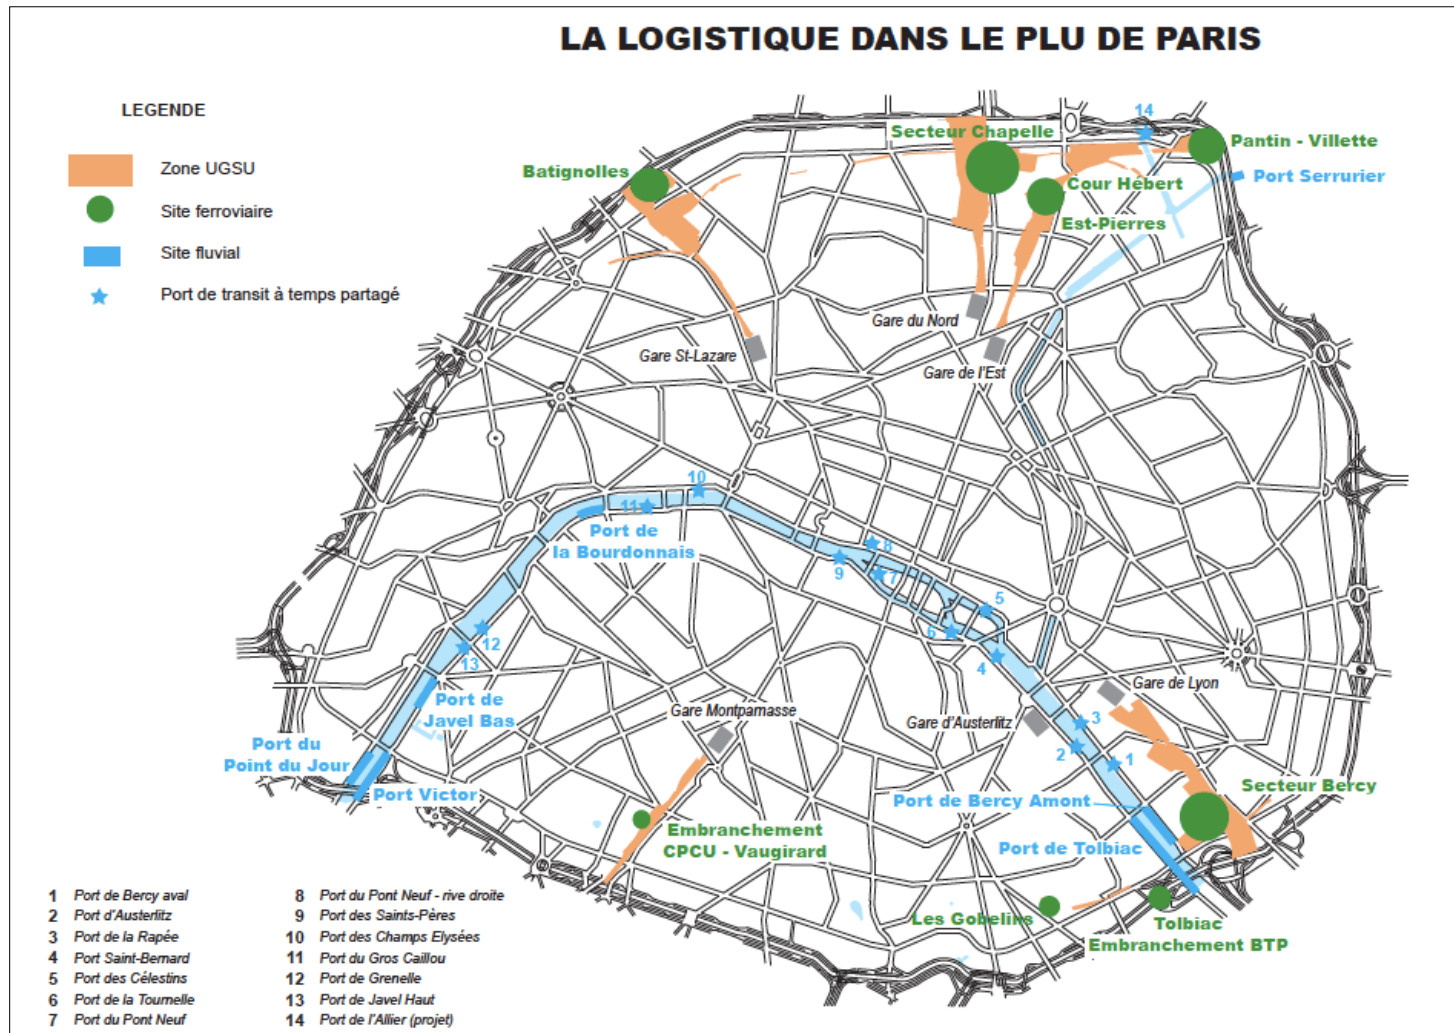 LA LOGISTIQUE DANS LE PLU DE PARIS
LEGENDE
Zone UGSU
Site ferroviaire
Site fluvial
Port de transit à temps partagé
14
Secteur Chapelle
Pantin - Villette
Batignolles
Port Serrurier
Cour Hébert
Est-Pierres
Gare du Nord
Gare St-Lazare
Gare de l'Est
10
11
Port de
la Bourdonnais
8
9
7
5
6
12
13
4
Gare de Lyon
Port de
Javel Bas
Gare Montparnasse
Gare d'Austerlitz
3
2
1
Port du
Point du Jour
Port Victor
Secteur Bercy
Port de Bercy Amont
Embranchement
CPCU - Vaugirard
Port de Tolbiac
Les Gobelins
Tolbiac
Embranchement BTP
1 Port de Bercy aval
2 Port d'Austerlitz
3 Port de la Rapée
4 Port Saint-Bernard
5 Port des Célestins
6 Port de la Tournelle
7 Port du Pont Neuf
8 Port du Pont Neuf - rive droite
9 Port des Saints-Pères
10 Port des Champs Elysées
11 Port du Gros Caillou
12 Port de Grenelle
13 Port de Javel Haut
14 Port de l'Allier (projet)